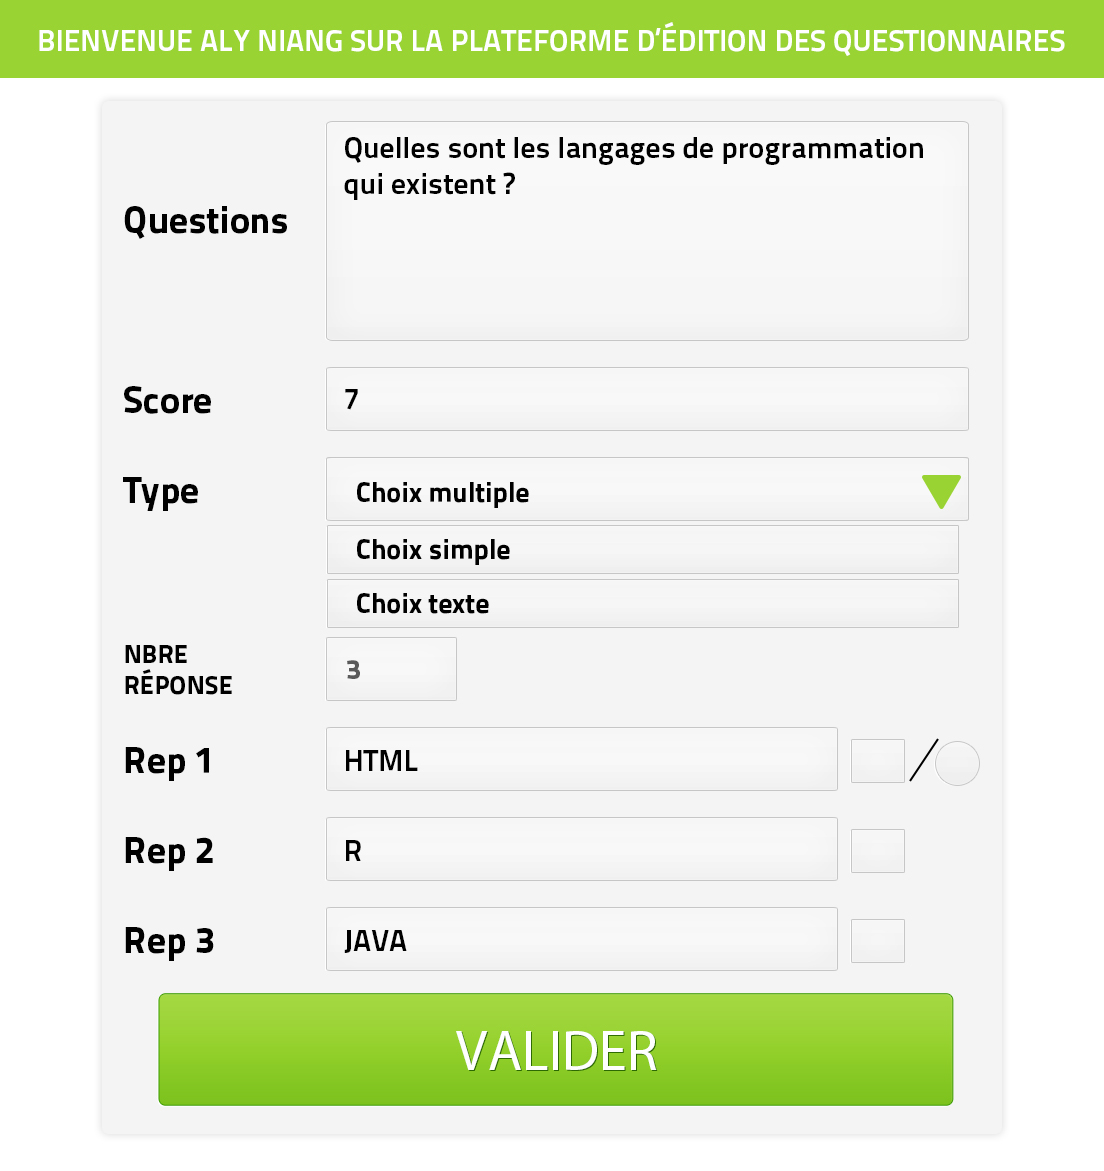 BIENVENUE ALY NIANG SUR LA PLATEFORME D'ÉDITION DES QUESTIONNAIRES
Quelles sont les langages de programmation
qui existent ?
Questions
Score
7
Type
Choix multiple
Choix simple
Choix texte
NBRE
RÉPONSE
3
Rep 1
HTML
/
Rep 2
R
Rep 3
JAVA
VALIDER